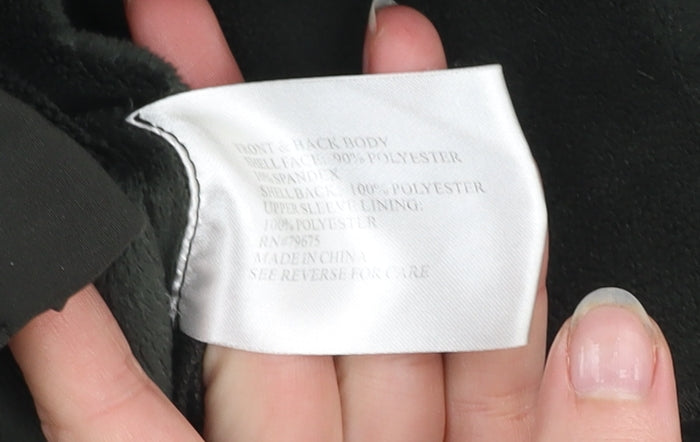 FRONT & BACK BODY
SHELL FACE: 90% POLYESTER
10% SPANDEX
SHELL BACK: 100% POLYESTER
UPPER SLEEVE LINING:
100% POLYESTER
RN#79675
MADE IN CHINA
SEE REVERSE FOR CARE